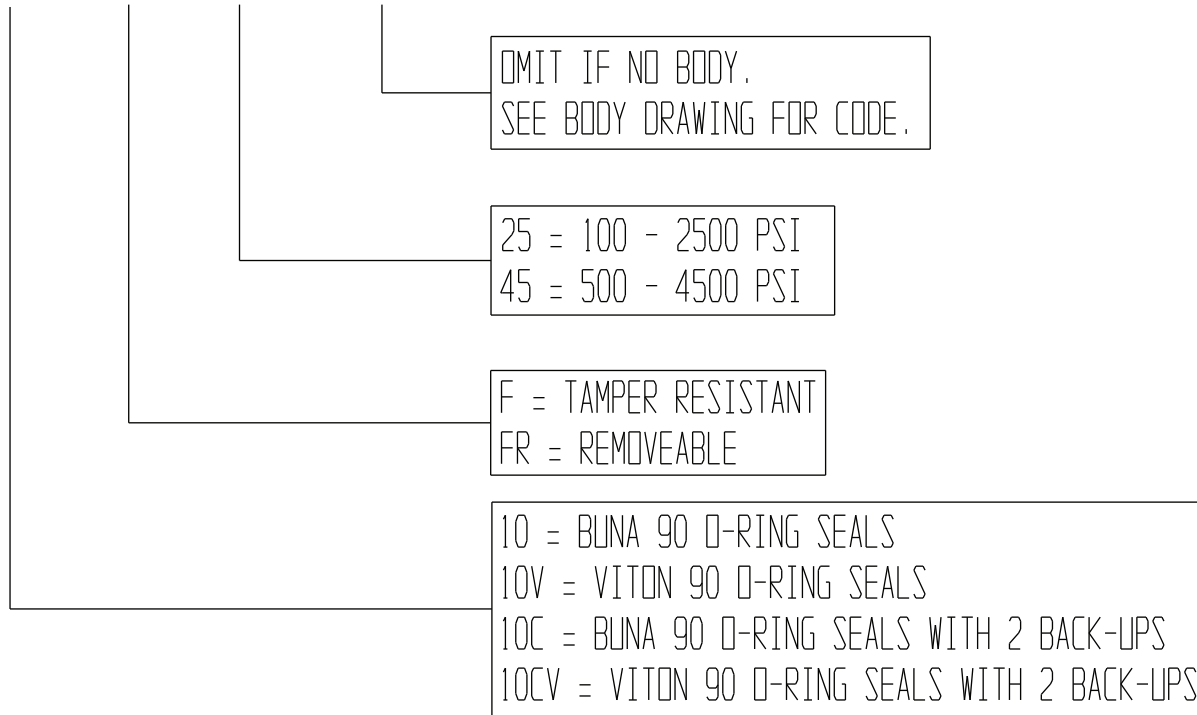 OMIT IF NO BODY.
SEE BODY DRAWING FOR CODE.
25 = 100 - 2500 PSI
45 = 500 - 4500 PSI
F = TAMPER RESISTANT
FR = REMOVEABLE
10 = BUNA 90 O-RING SEALS
10V = VITON 90 O-RING SEALS
10C = BUNA 90 O-RING SEALS WITH 2 BACK-UPS
10CV = VITON 90 O-RING SEALS WITH 2 BACK-UPS